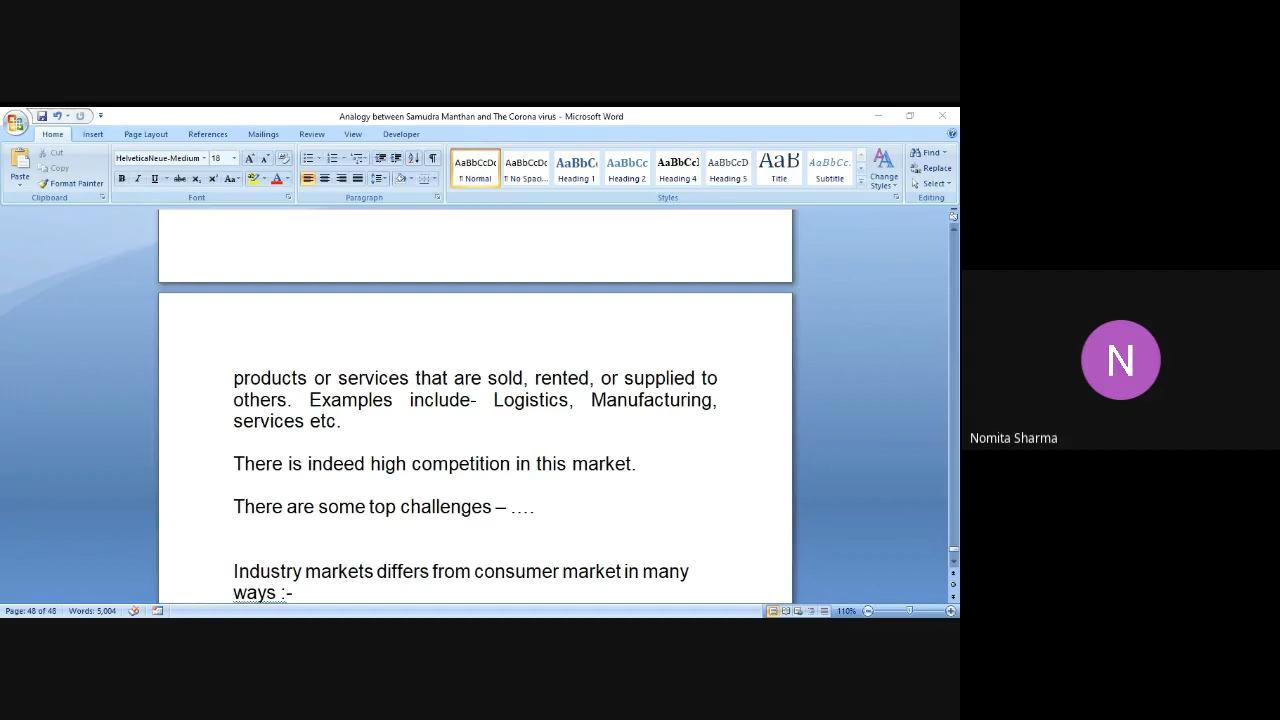 Analogy between Samudra Manthan and The Corona virus - Microsoft Word
Home Insert Page Layout References Mailings Review View Developer
Paste
Cut
Copy
Format Painter
Clipboard
HelveticaNeue-Medium 18
B I U abc x₂ x² Aa
Font
Paragraph
AaBbCcDc AaBbCcDc AaBbC AaBbCc AaBbCcI AaBbCcD AaB AaBbCc.
¶ Normal ¶ No Spaci... Heading 1 Heading 2 Heading 4 Heading 5 Title Subtitle
Change Styles
Styles
Find
Replace
Select
Editing
products or services that are sold, rented, or supplied to
others. Examples include- Logistics, Manufacturing,
services etc.
There is indeed high competition in this market.
There are some top challenges – ….
Industry markets differs from consumer market in many
ways :-
Page: 48 of 48 Words: 5,004 110%
N
Nomita Sharma